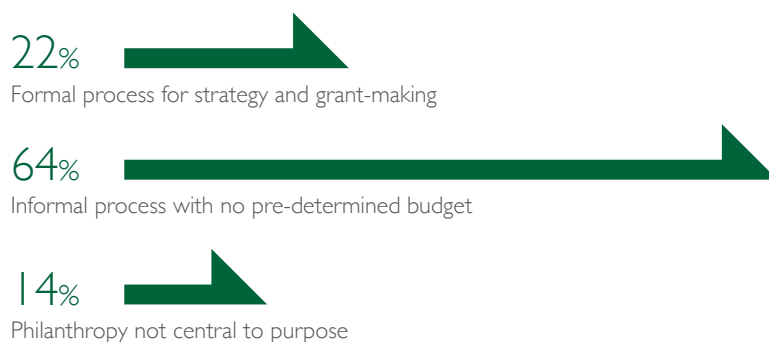 22%
Formal process for strategy and grant-making
64%
Informal process with no pre-determined budget
14%
Philanthropy not central to purpose